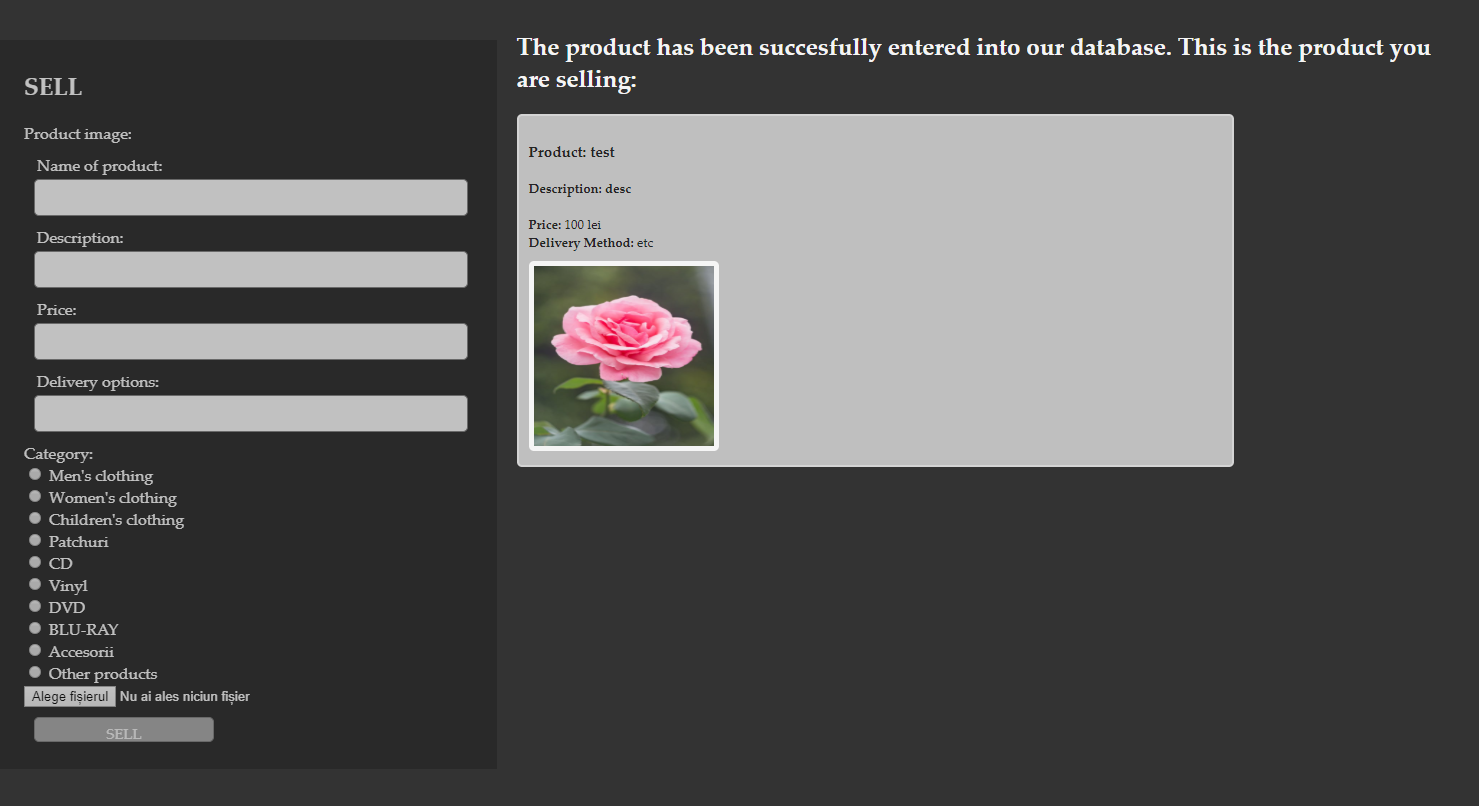 SELL
Product image:
Name of product:
Description:
Price:
Delivery options:
Category:
Men's clothing
Women's clothing
Children's clothing
Patchuri
CD
Vinyl
DVD
BLU-RAY
Accesorii
Other products
Alege fișierul Nu ai ales niciun fișier
SELL
The product has been succesfully entered into our database. This is the product you
are selling:
Product: test
Description: desc
Price: 100 lei
Delivery Method: etc